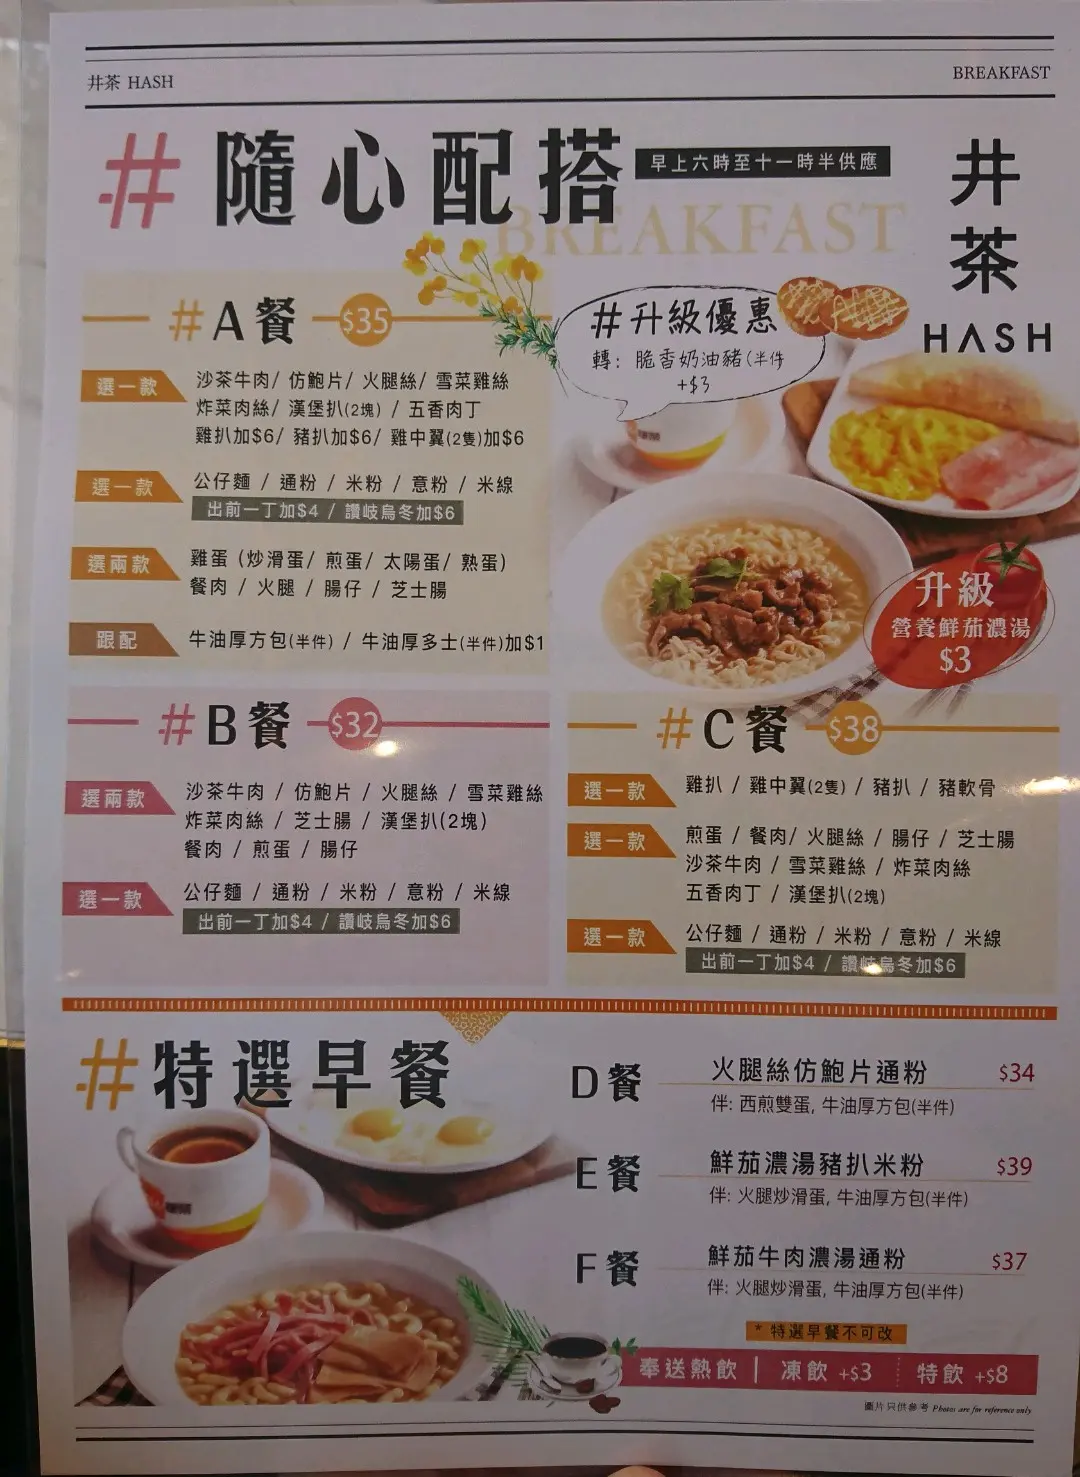 井茶 HASH
BREAKFAST
# 隨心配搭
早上六時至十一時半供應
BREAKFAST
井茶
HASH
# A餐 $35
選一款
沙茶牛肉/ 仿鮑片/ 火腿絲/ 雪菜雞絲
炸菜肉絲/ 漢堡扒(2塊) / 五香肉丁
雞扒加$6/ 豬扒加$6/ 雞中翼(2隻)加$6
選一款
公仔麵 / 通粉 / 米粉 / 意粉 / 米線
出前一丁加$4 / 讚岐烏冬加$6
選兩款
雞蛋 (炒滑蛋/ 煎蛋/ 太陽蛋/ 熟蛋)
餐肉 / 火腿 / 腸仔 / 芝士腸
跟配
牛油厚方包(半件) / 牛油厚多士(半件)加$1
# 升級優惠
轉: 脆香奶油豬(半件
+$3
升級
營養鮮茄濃湯
$3
# B餐 $32
選兩款
沙茶牛肉 / 仿鮑片 / 火腿絲 / 雪菜雞絲
炸菜肉絲 / 芝士腸 / 漢堡扒(2塊)
餐肉 / 煎蛋 / 腸仔
選一款
公仔麵 / 通粉 / 米粉 / 意粉 / 米線
出前一丁加$4 / 讚岐烏冬加$6
# C餐 $38
選一款
雞扒 / 雞中翼(2隻) / 豬扒 / 豬軟骨
選一款
煎蛋 / 餐肉/ 火腿絲 / 腸仔 / 芝士腸
沙茶牛肉 / 雪菜雞絲 / 炸菜肉絲
五香肉丁 / 漢堡扒(2塊)
選一款
公仔麵 / 通粉 / 米粉 / 意粉 / 米線
出前一丁加$4 / 讚岐烏冬加$6
# 特選早餐
D餐 火腿絲仿鮑片通粉 $34
伴: 西煎雙蛋, 牛油厚方包(半件)
E餐 鮮茄濃湯豬扒米粉 $39
伴: 火腿炒滑蛋, 牛油厚方包(半件)
F餐 鮮茄牛肉濃湯通粉 $37
伴: 火腿炒滑蛋, 牛油厚方包(半件)
* 特選早餐不可改
奉送熱飲 | 凍飲 +$3 特飲 +$8
圖片只供參考 Photos are for reference only